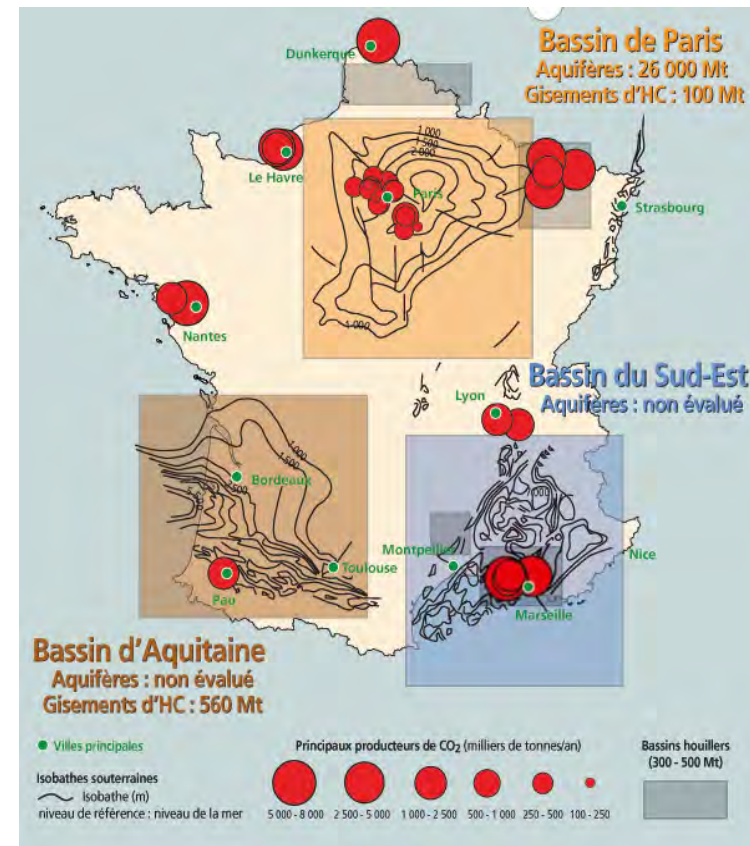 Bassin de Paris
Aquifères : 26 000 Mt
Gisements d'HC : 100 Mt
Dunkerque
Le Havre
1 000
1 500
2 000
Paris
Strasbourg
1 000
Nantes
Bassin du Sud-Est
Aquifères : non évalué
Lyon
1 000
1 500
Bordeaux
Montpellier
Nice
Toulouse
Pau
Marseille
Bassin d'Aquitaine
Aquifères : non évalué
Gisements d'HC : 560 Mt
Villes principales
Isobathes souterraines
Isobathe (m)
niveau de référence : niveau de la mer
Principaux producteurs de CO2 (milliers de tonnes/an)
5 000 - 8 000 2 500 - 5 000 1 000 - 2 500 500 - 1 000 250 - 500 100 - 250
Bassins houillers
(300 - 500 Mt)